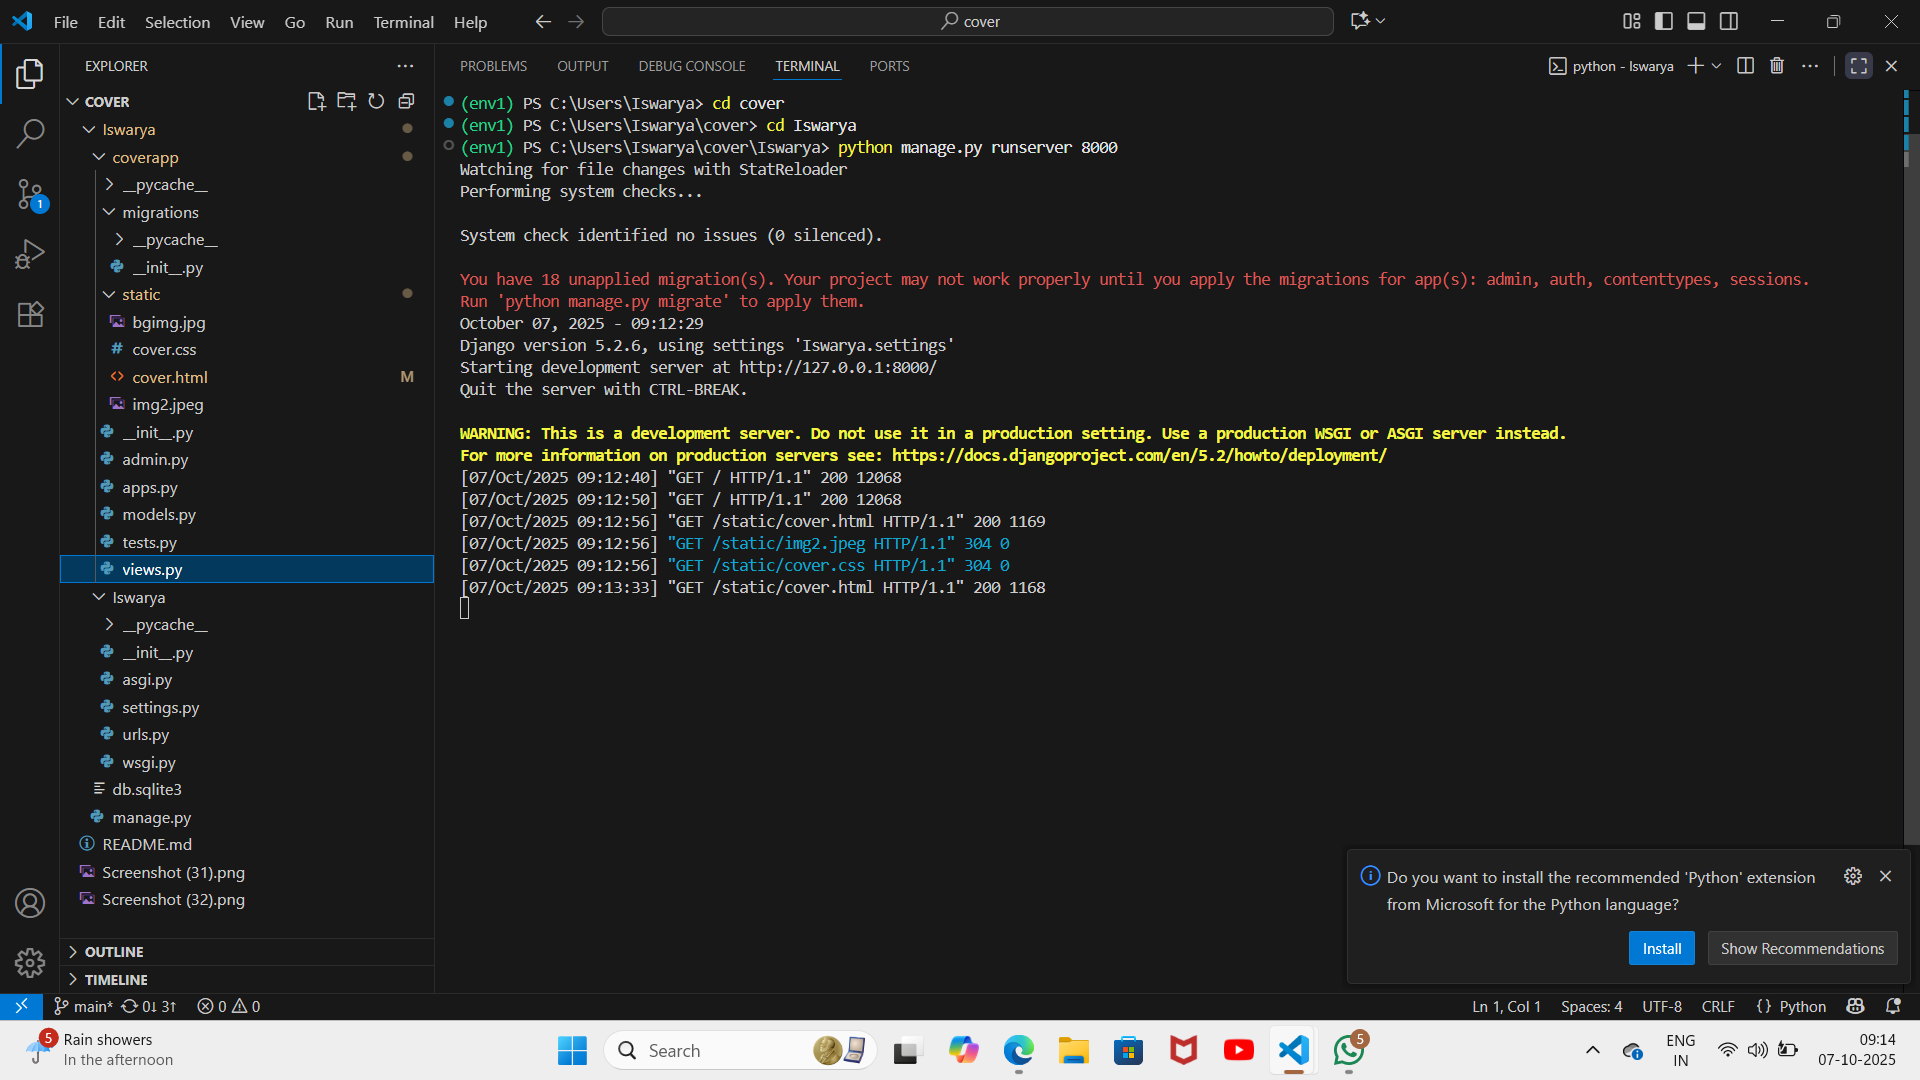 File Edit Selection View Go Run Terminal Help
cover
EXPLORER
COVER
Iswarya
coverapp
__pycache__
migrations
__pycache__
__init__.py
static
bgimg.jpg
# cover.css
<> cover.html M
img2.jpeg
__init__.py
admin.py
apps.py
models.py
tests.py
views.py
Iswarya
__pycache__
__init__.py
asgi.py
settings.py
urls.py
wsgi.py
db.sqlite3
manage.py
README.md
Screenshot (31).png
Screenshot (32).png
OUTLINE
TIMELINE
1
PROBLEMS OUTPUT DEBUG CONSOLE TERMINAL PORTS
python - Iswarya
(env1) PS C:\Users\Iswarya> cd cover
(env1) PS C:\Users\Iswarya\cover> cd Iswarya
(env1) PS C:\Users\Iswarya\cover\Iswarya> python manage.py runserver 8000
Watching for file changes with StatReloader
Performing system checks...
System check identified no issues (0 silenced).
You have 18 unapplied migration(s). Your project may not work properly until you apply the migrations for app(s): admin, auth, contenttypes, sessions.
Run 'python manage.py migrate' to apply them.
October 07, 2025 - 09:12:29
Django version 5.2.6, using settings 'Iswarya.settings'
Starting development server at http://127.0.0.1:8000/
Quit the server with CTRL-BREAK.
WARNING: This is a development server. Do not use it in a production setting. Use a production WSGI or ASGI server instead.
For more information on production servers see: https://docs.djangoproject.com/en/5.2/howto/deployment/
[07/Oct/2025 09:12:40] "GET / HTTP/1.1" 200 12068
[07/Oct/2025 09:12:50] "GET / HTTP/1.1" 200 12068
[07/Oct/2025 09:12:56] "GET /static/cover.html HTTP/1.1" 200 1169
[07/Oct/2025 09:12:56] "GET /static/img2.jpeg HTTP/1.1" 304 0
[07/Oct/2025 09:12:56] "GET /static/cover.css HTTP/1.1" 304 0
[07/Oct/2025 09:13:33] "GET /static/cover.html HTTP/1.1" 200 1168
Do you want to install the recommended 'Python' extension
from Microsoft for the Python language?
Install Show Recommendations
main* 0↓ 3↑ 0 0
Ln 1, Col 1 Spaces: 4 UTF-8 CRLF {} Python
5 Rain showers
In the afternoon
Search
5
ENG
IN
09:14
07-10-2025